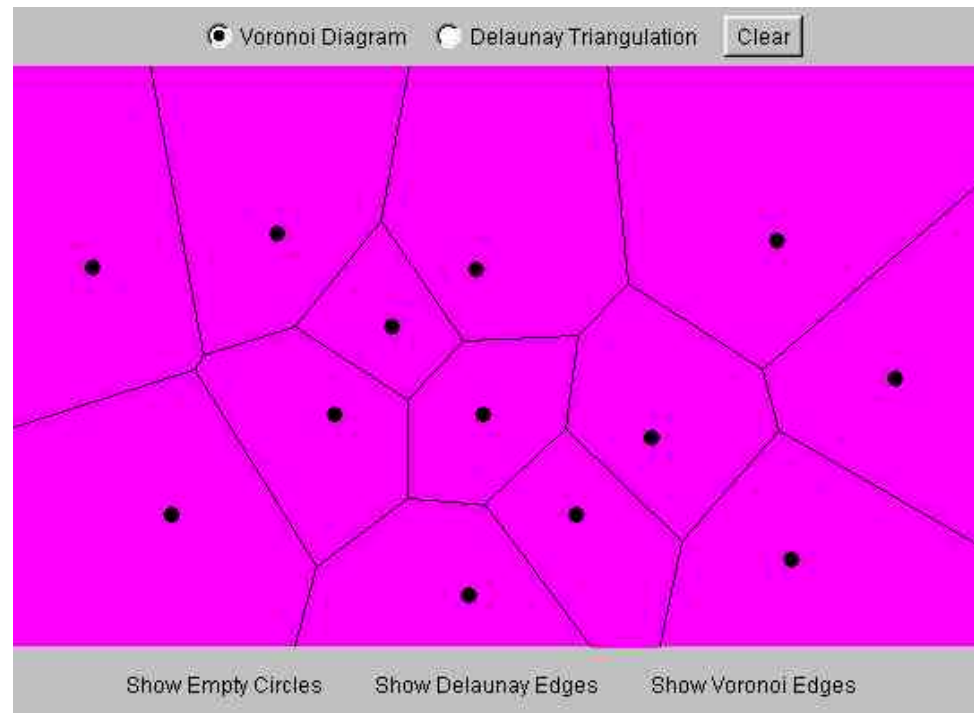 Voronoi Diagram Delaunay Triangulation Clear
Show Empty Circles Show Delaunay Edges Show Voronoi Edges